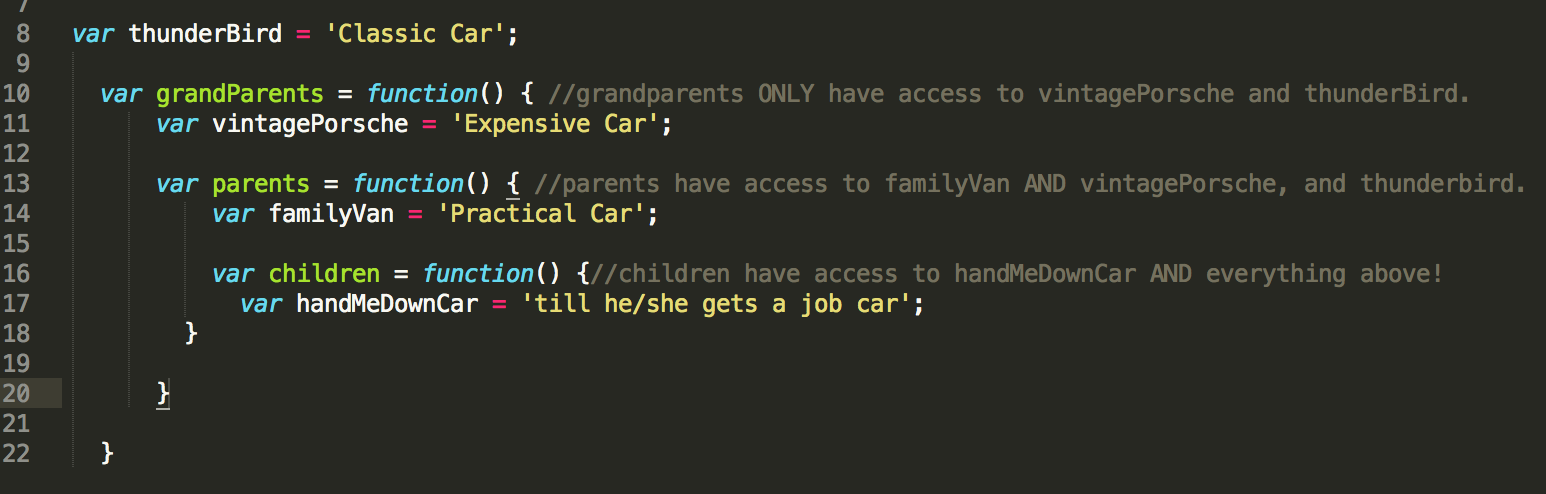 7
8 var thunderBird = 'Classic Car';
9
10 var grandParents = function() { //grandparents ONLY have access to vintagePorsche and thunderBird.
11 var vintagePorsche = 'Expensive Car';
12
13 var parents = function() { //parents have access to familyVan AND vintagePorsche, and thunderbird.
14 var familyVan = 'Practical Car';
15
16 var children = function() {//children have access to handMeDownCar AND everything above!
17 var handMeDownCar = 'till he/she gets a job car';
18 }
19
20 }
21
22 }